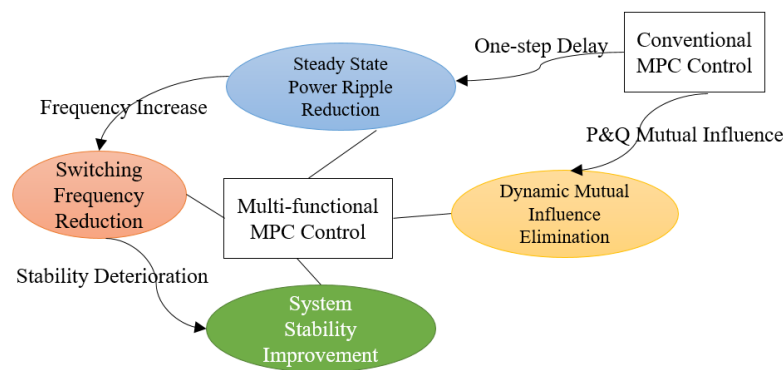 One-step Delay
Conventional
MPC Control
Steady State
Power Ripple
Reduction
Frequency Increase
P&Q Mutual Influence
Switching
Frequency
Reduction
Multi-functional
MPC Control
Dynamic Mutual
Influence
Elimination
Stability Deterioration
System
Stability
Improvement